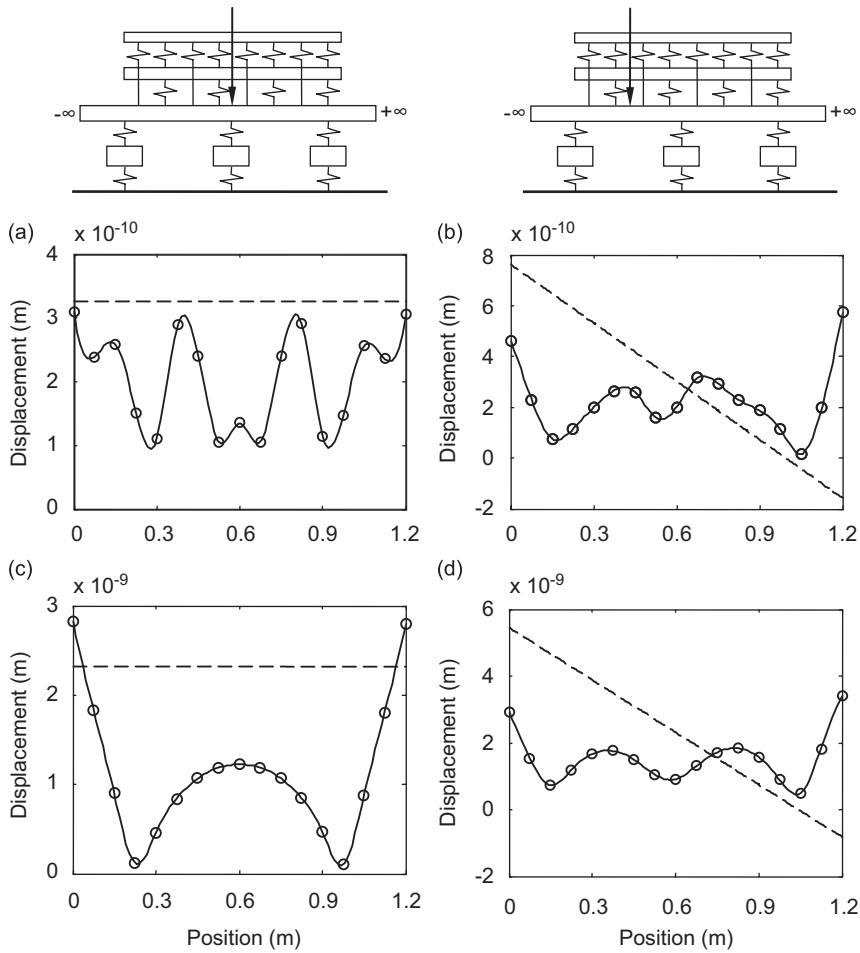 -∞ +∞
-∞ +∞
(a)
x 10⁻¹⁰
4
3
2
1
0
Displacement (m)
0 0.3 0.6 0.9 1.2
(b)
x 10⁻¹⁰
8
6
4
2
0
-2
Displacement (m)
0 0.3 0.6 0.9 1.2
(c)
x 10⁻⁹
3
2
1
0
Displacement (m)
0 0.3 0.6 0.9 1.2
Position (m)
(d)
x 10⁻⁹
6
4
2
0
-2
Displacement (m)
0 0.3 0.6 0.9 1.2
Position (m)